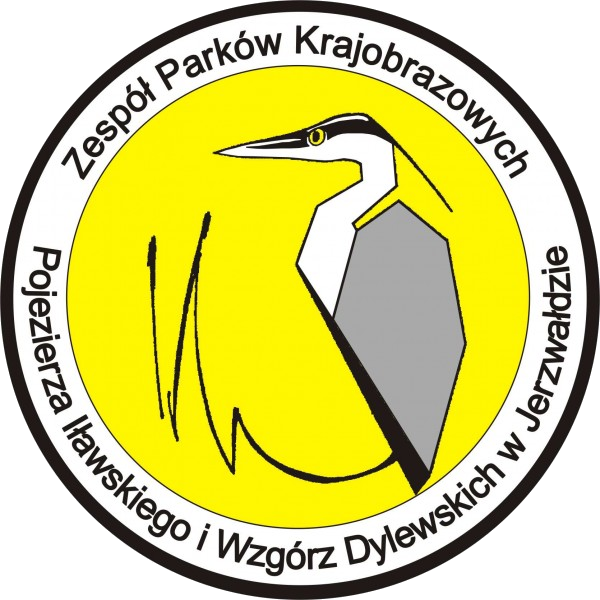 Zespół Parków Krajobrazowych
Pojezierza Iławskiego i Wzgórz Dylewskich w Jerzwałdzie